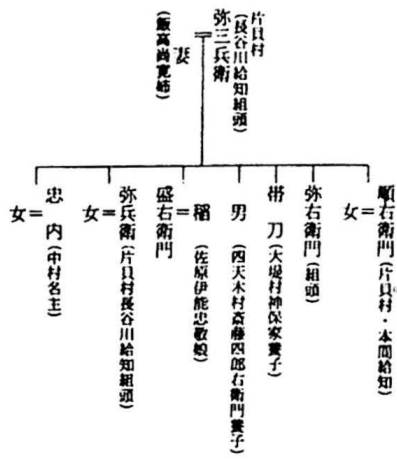 片貝村
(長谷川給知組頭)
弥三兵衛
妻
(飯高尚寛姉)
順右衛門(片貝村・本間給知)
女
弥右衛門(組頭)
帯刀(大堤村神保家養子)
男(四天木村斎藤四郎右衛門養子)
稲(佐原伊能忠敬娘)
盛右衛門
弥兵衛(片貝村長谷川給知組頭)
女
忠内(中村名主)
女